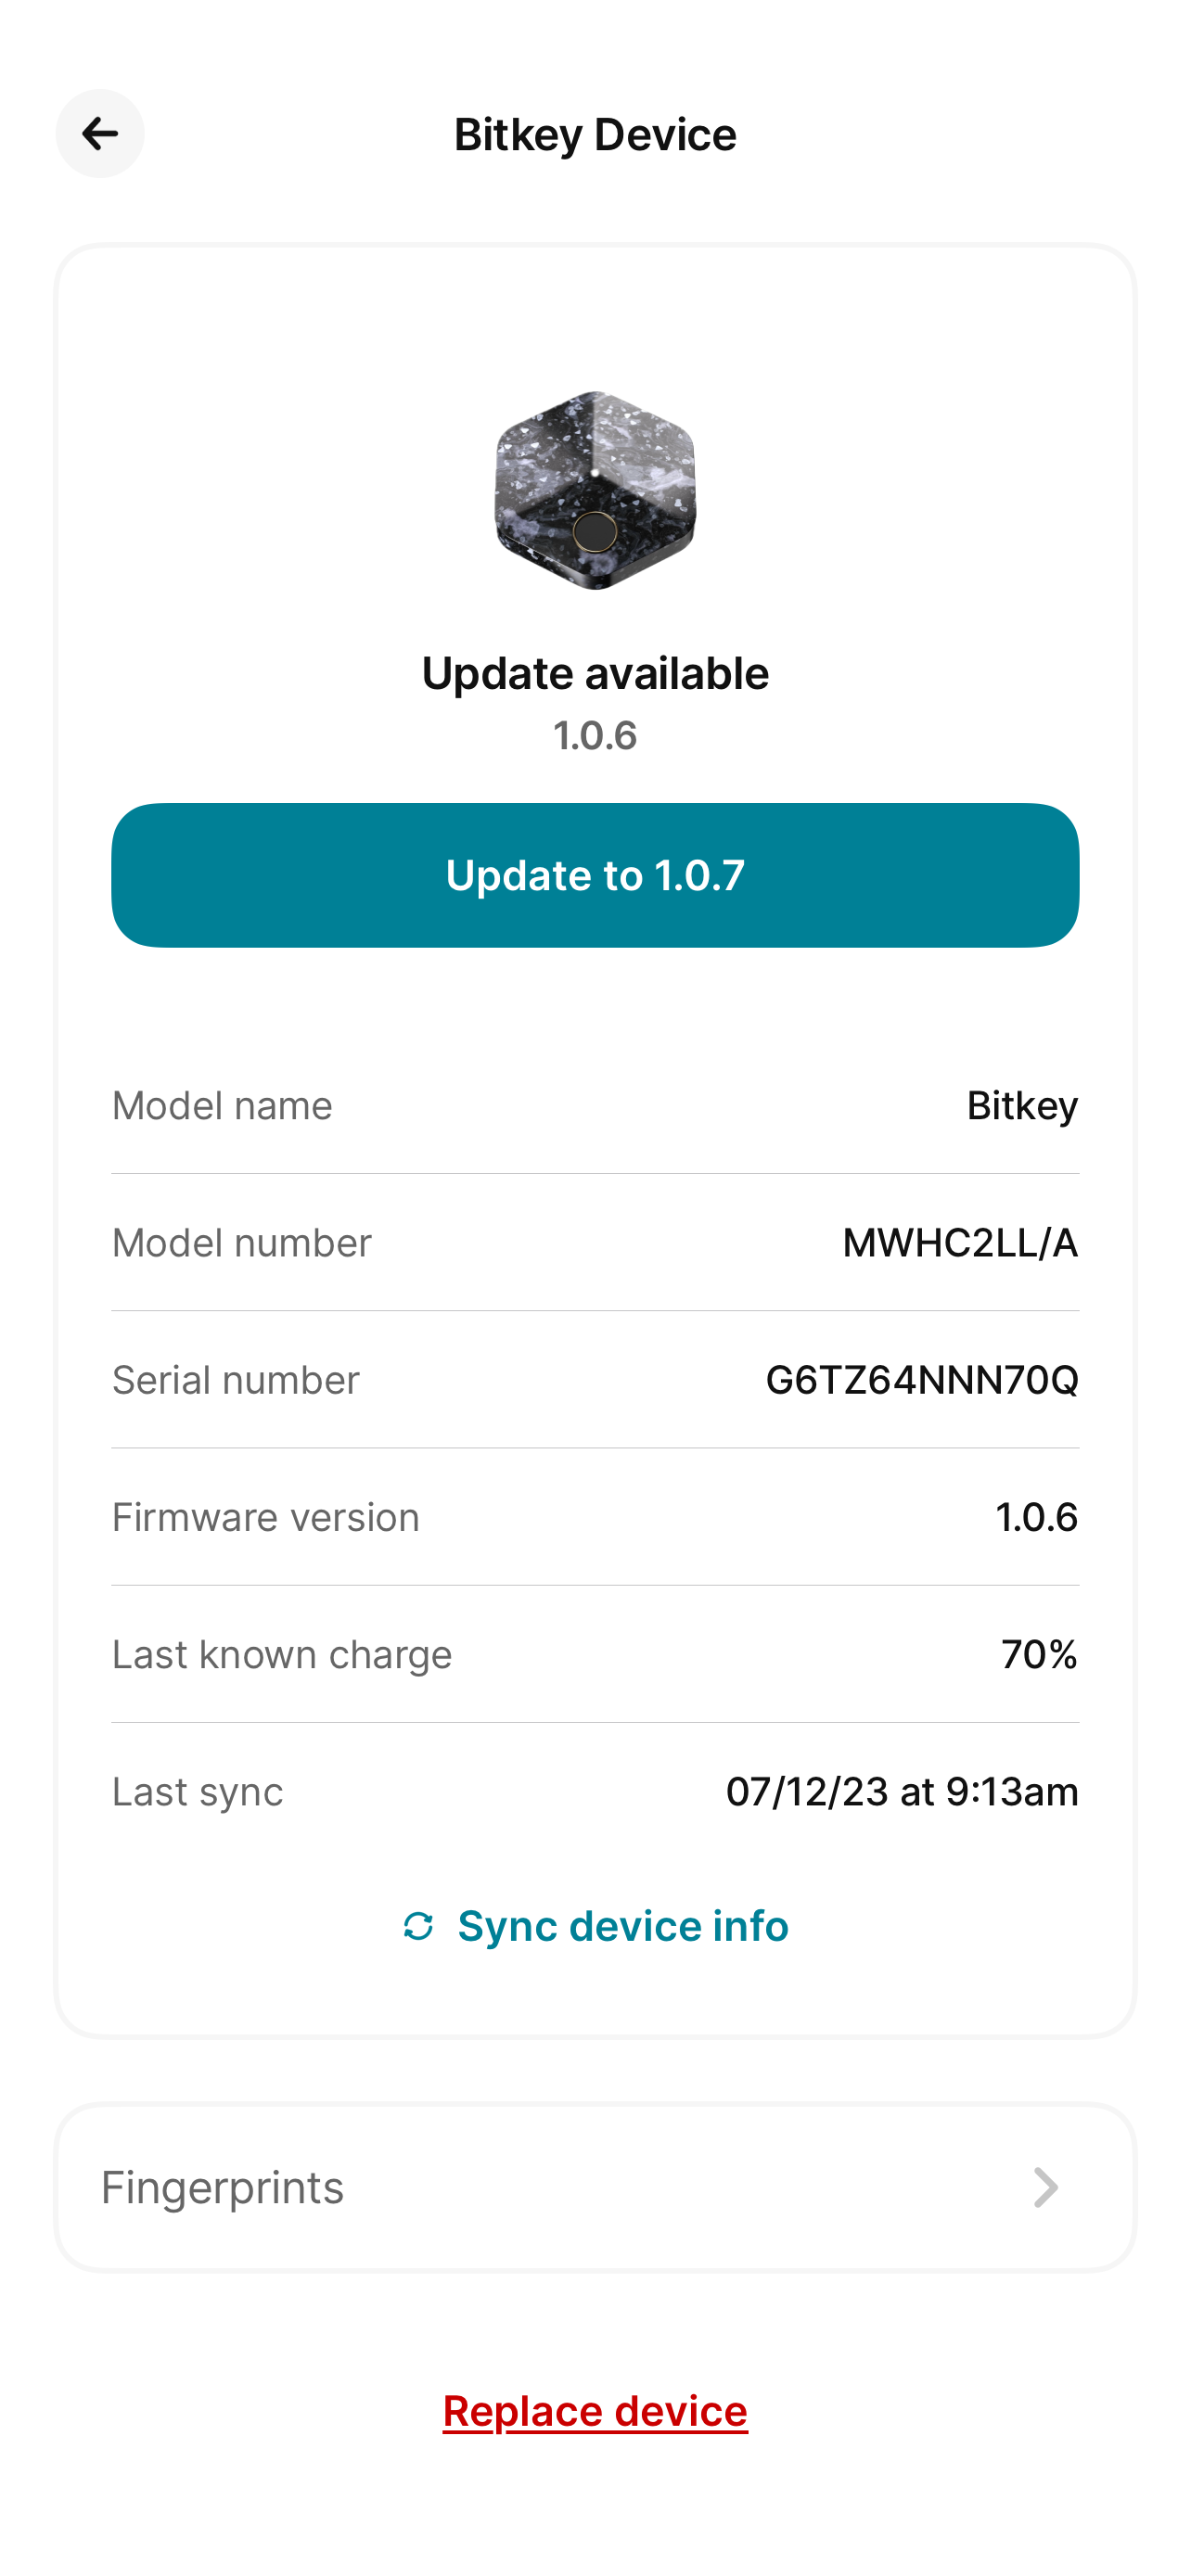 Bitkey Device
Update available
1.0.6
Update to 1.0.7
Model name Bitkey
Model number MWHC2LL/A
Serial number G6TZ64NNN70Q
Firmware version 1.0.6
Last known charge 70%
Last sync 07/12/23 at 9:13am
Sync device info
Fingerprints
Replace device